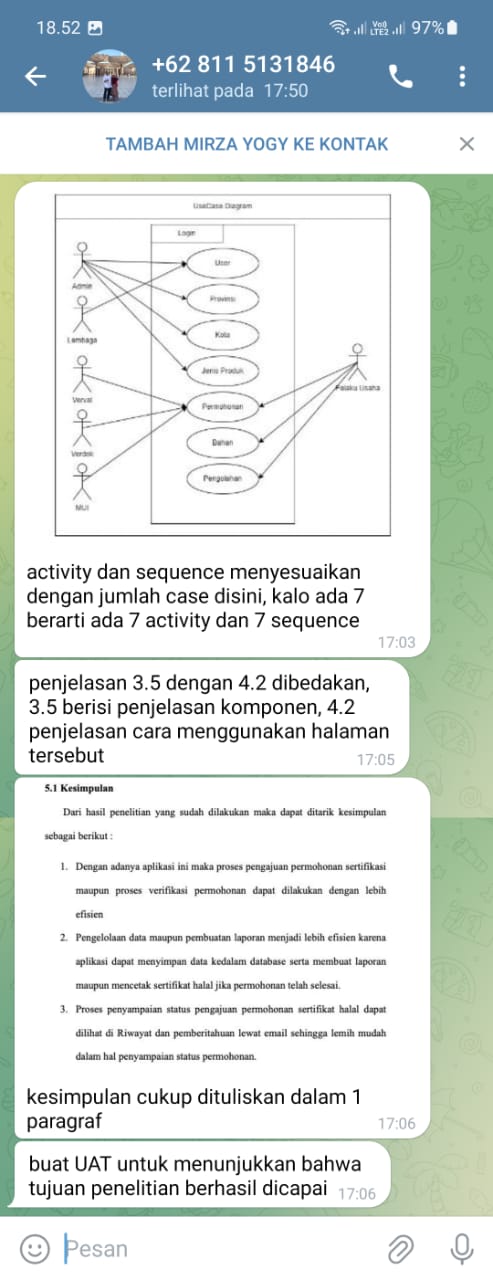 18.52
Vo)) LTE2 97%
+62 811 5131846
terlihat pada 17:50
TAMBAH MIRZA YOGY KE KONTAK
UseCase Diagram
Login
User
Admin
Provinsi
Lembaga
Kota
Jenis Produk
Pelaku Usaha
Verval
Permohonan
Verdok
Bahan
Pengolahan
MUI
activity dan sequence menyesuaikan
dengan jumlah case disini, kalo ada 7
berarti ada 7 activity dan 7 sequence
17:03
penjelasan 3.5 dengan 4.2 dibedakan,
3.5 berisi penjelasan komponen, 4.2
penjelasan cara menggunakan halaman
tersebut
17:05
5.1 Kesimpulan
Dari hasil penelitian yang sudah dilakukan maka dapat ditarik kesimpulan
sebagai berikut :
1. Dengan adanya aplikasi ini maka proses pengajuan permohonan sertifikasi
maupun proses verifikasi permohonan dapat dilakukan dengan lebih
efisien
2. Pengelolaan data maupun pembuatan laporan menjadi lebih efisien karena
aplikasi dapat menyimpan data kedalam database serta membuat laporan
maupun mencetak sertifikat halal jika permohonan telah selesai.
3. Proses penyampaian status pengajuan permohonan sertifikat halal dapat
dilihat di Riwayat dan pemberitahuan lewat email sehingga lemih mudah
dalam hal penyampaian status permohonan.
kesimpulan cukup dituliskan dalam 1
paragraf
17:06
buat UAT untuk menunjukkan bahwa
tujuan penelitian berhasil dicapai 17:06
Pesan